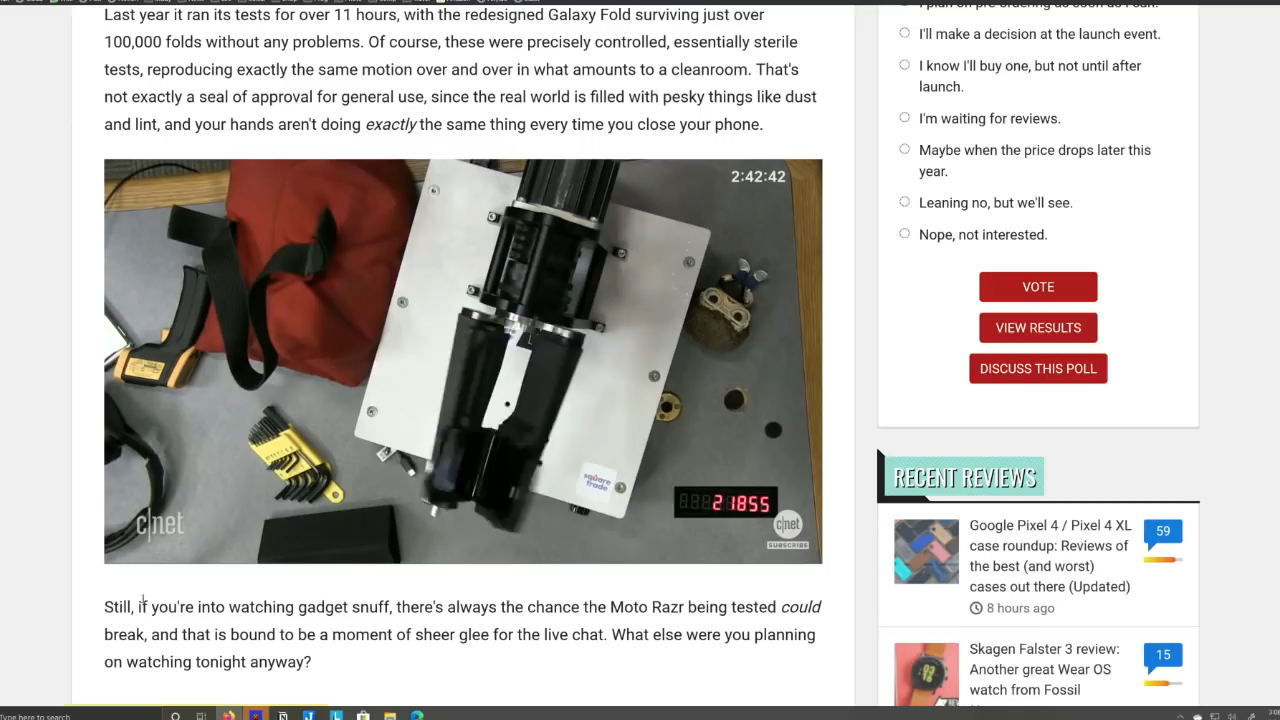 Last year it ran its tests for over 11 hours, with the redesigned Galaxy Fold surviving just over
100,000 folds without any problems. Of course, these were precisely controlled, essentially sterile
tests, reproducing exactly the same motion over and over in what amounts to a cleanroom. That's
not exactly a seal of approval for general use, since the real world is filled with pesky things like dust
and lint, and your hands aren't doing exactly the same thing every time you close your phone.
2:42:42
square
trade
21855
c|net
c|net
SUBSCRIBE
Still, if you're into watching gadget snuff, there's always the chance the Moto Razr being tested could
break, and that is bound to be a moment of sheer glee for the live chat. What else were you planning
on watching tonight anyway?
I plan on pre-ordering as soon as I can.
I'll make a decision at the launch event.
I know I'll buy one, but not until after
launch.
I'm waiting for reviews.
Maybe when the price drops later this
year.
Leaning no, but we'll see.
Nope, not interested.
VOTE
VIEW RESULTS
DISCUSS THIS POLL
RECENT REVIEWS
Google Pixel 4 / Pixel 4 XL
case roundup: Reviews of
the best (and worst)
cases out there (Updated)
8 hours ago
59
Skagen Falster 3 review:
Another great Wear OS
watch from Fossil
15
Type here to search